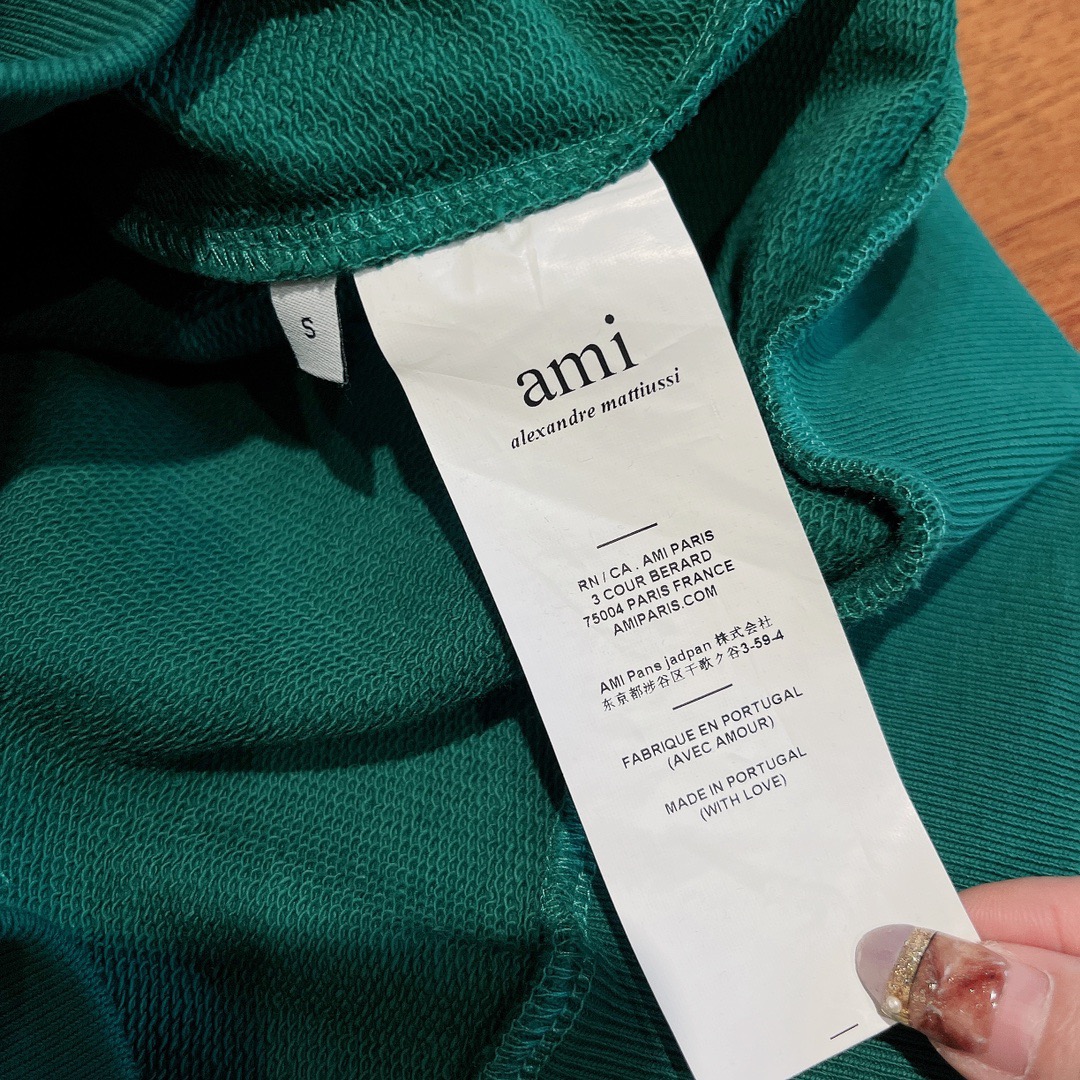 S
ami
alexandre mattiussi
RN / CA . AMI PARIS
3 COUR BERARD
75004 PARIS FRANCE
AMIPARIS.COM
AMI Pans jadpan 株式会社
东京都涉谷区干歌ク谷3-59-4
FABRIQUE EN PORTUGAL
(AVEC AMOUR)
MADE IN PORTUGAL
(WITH LOVE)